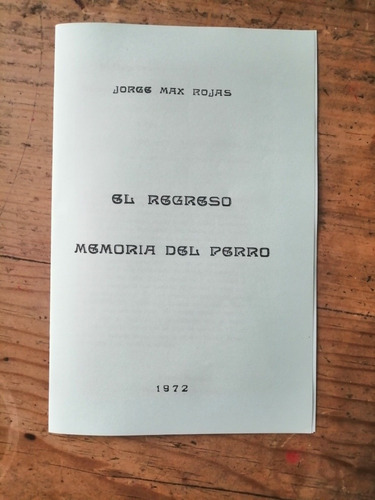 JORGE MAX ROJAS
EL REGRESO
MEMORIA DEL PERRO
1972